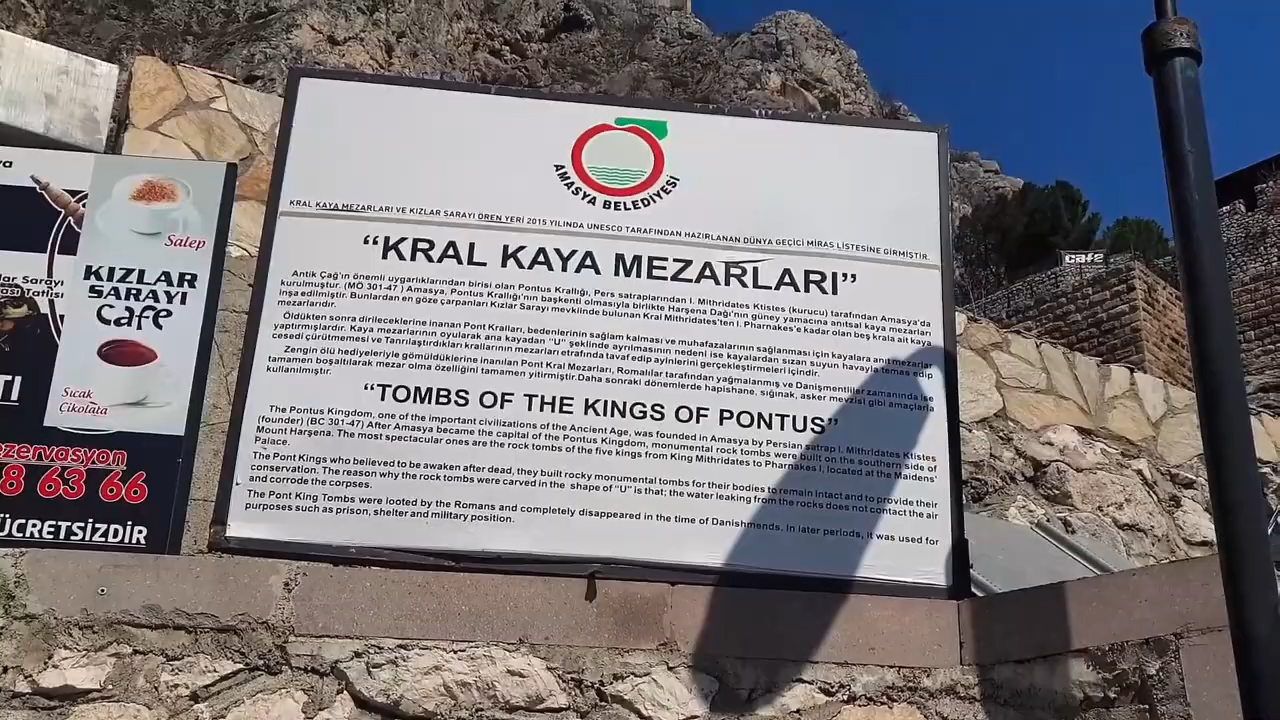 AMASYA BELEDİYESİ
KRAL KAYA MEZARLARI VE KIZLAR SARAYI ÖREN YERİ 2015 YILINDA UNESCO TARAFINDAN HAZIRLANAN DÜNYA GEÇİCİ MİRAS LİSTESİNE GİRMİŞTİR.
“KRAL KAYA MEZARLARI”
Antik Çağ'ın önemli uygarlıklarından birisi olan Pontus Krallığı, Pers satraplarından I. Mithridates Ktistes (kurucu) tarafından Amasya'da
kurulmuştur. (MÖ 301-47 ) Amasya, Pontus Krallığı'nın başkenti olmasıyla birlikte Harşena Dağı'nın güney yamacına anıtsal kaya mezarları
inşa edilmiştir. Bunlardan en göze çarpanları Kızlar Sarayı mevkiinde bulunan Kral Mithridates'ten I. Pharnakes'e kadar olan beş krala ait kaya
mezarlarıdır.
Öldükten sonra dirileceklerine inanan Pont Kralları, bedenlerinin sağlam kalması ve muhafazalarının sağlanması için kayalara anıt mezarlar
yaptırmışlardır. Kaya mezarlarının oyularak ana kayadan “U” şeklinde ayrılmasının nedeni ise kayalardan sızan suyun havayla temas edip
cesedi çürütmemesi ve Tanrılaştırdıkları krallarının mezarları etrafında tavaf edip ayinlerini gerçekleştirmeleri içindir.
Zengin ölü hediyeleriyle gömüldüklerine inanılan Pont Kral Mezarları, Romalılar tarafından yağmalanmış ve Danişmentliler zamanında ise
tamamen boşaltılarak mezar olma özelliğini tamamen yitirmiştir.Daha sonraki dönemlerde hapishane, sığınak, asker mevzisi gibi amaçlarla
kullanılmıştır.
“TOMBS OF THE KINGS OF PONTUS”
The Pontus Kingdom, one of the important civilizations of the Ancient Age, was founded in Amasya by Persian satrap I. Mithridates Ktistes
(founder) (BC 301-47) After Amasya became the capital of the Pontus Kingdom, monumental rock tombs were built on the southern side of
Mount Harşena. The most spectacular ones are the rock tombs of the five kings from King Mithridates to Pharnakes I, located at the Maidens'
Palace.
The Pont Kings who believed to be awaken after dead, they built rocky monumental tombs for their bodies to remain intact and to provide their
conservation. The reason why the rock tombs were carved in the shape of “U” is that; the water leaking from the rocks does not contact the air
and corrode the corpses.
The Pont King Tombs were looted by the Romans and completely disappeared in the time of Danishmends. In later periods, it was used for
purposes such as prison, shelter and military position.
Salep
KIZLAR
SARAYI
Cafe
Sıcak
Çikolata
ezervasyon
8 63 66
ÜCRETSİZDİR
cafe